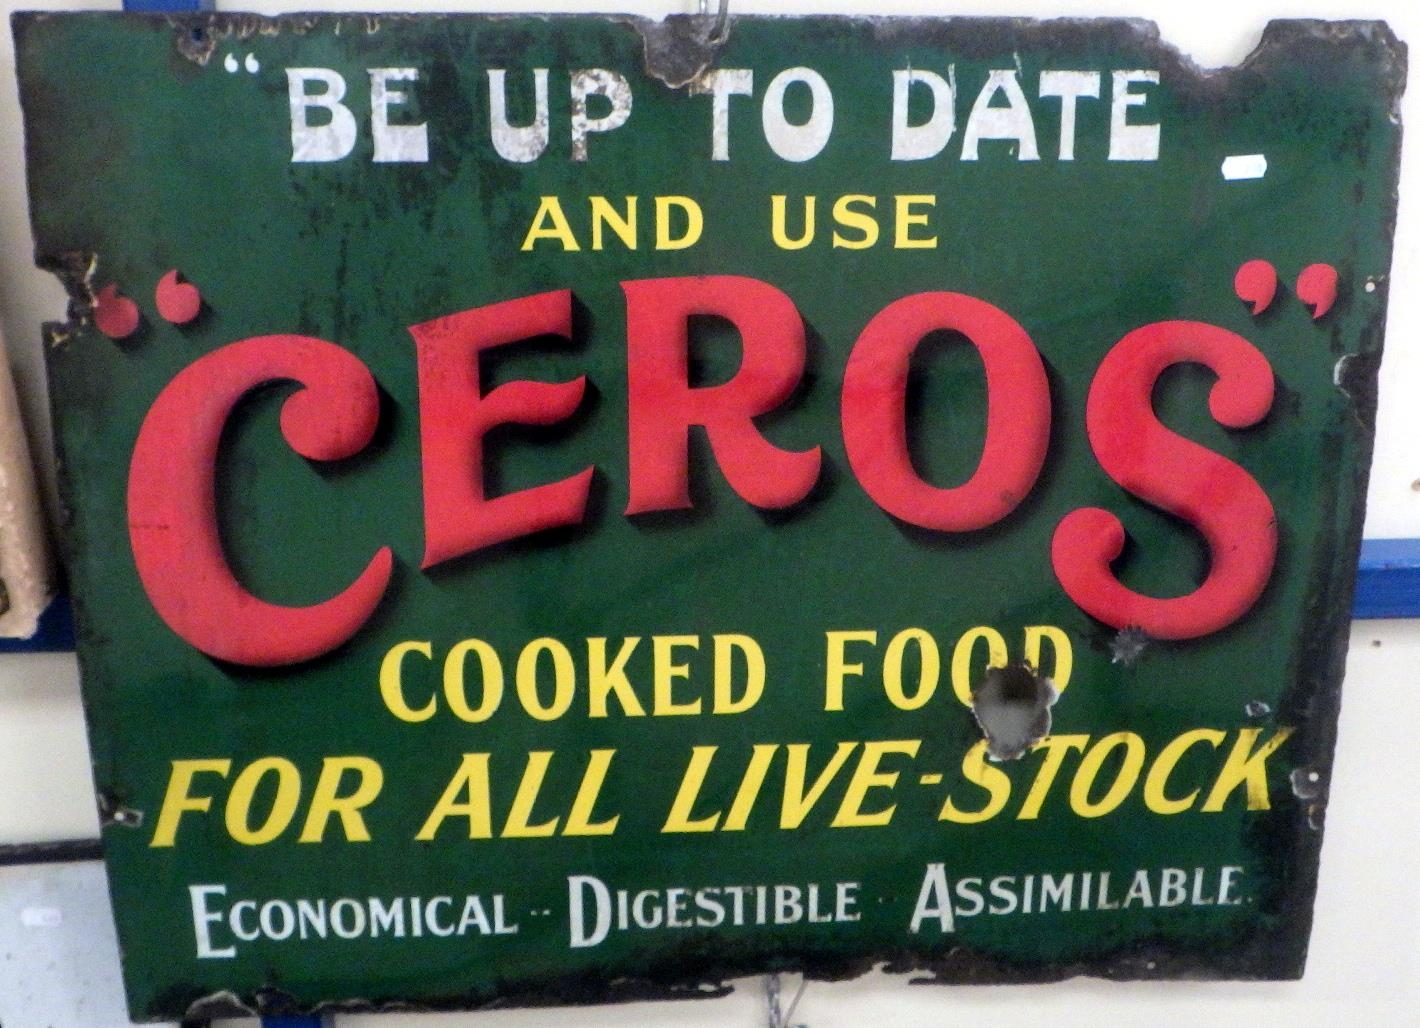 “BE UP TO DATE
AND USE
“CEROS”
COOKED FOOD
FOR ALL LIVE-STOCK
ECONOMICAL -- DIGESTIBLE -- ASSIMILABLE.